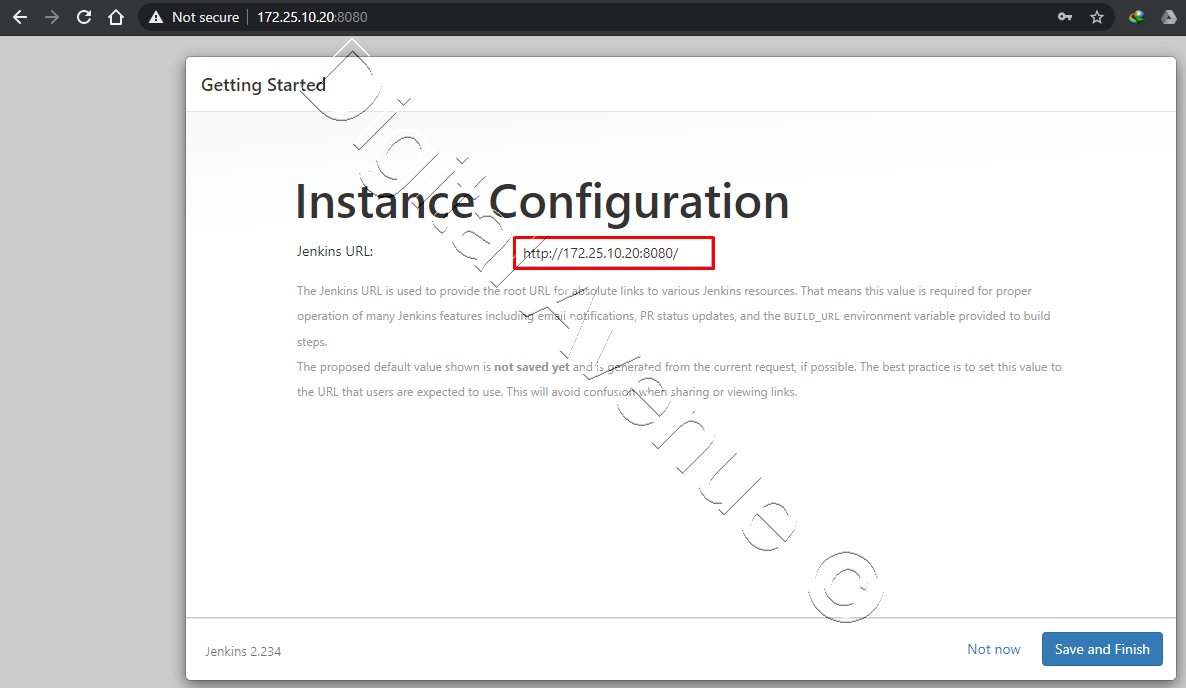 Not secure | 172.25.10.20:8080
Getting Started
Instance Configuration
Jenkins URL:
http://172.25.10.20:8080/
The Jenkins URL is used to provide the root URL for absolute links to various Jenkins resources. That means this value is required for proper
operation of many Jenkins features including email notifications, PR status updates, and the BUILD_URL environment variable provided to build
steps.
The proposed default value shown is not saved yet and is generated from the current request, if possible. The best practice is to set this value to
the URL that users are expected to use. This will avoid confusion when sharing or viewing links.
Digital Avenue ©
Jenkins 2.234
Not now
Save and Finish